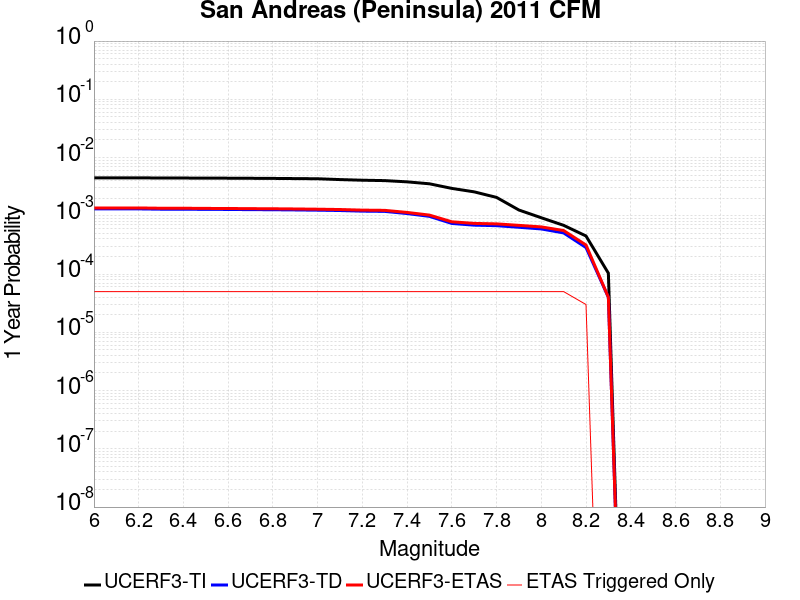 San Andreas (Peninsula) 2011 CFM
1 Year Probability
10^0
10^-1
10^-2
10^-3
10^-4
10^-5
10^-6
10^-7
10^-8
6 6.2 6.4 6.6 6.8 7 7.2 7.4 7.6 7.8 8 8.2 8.4 8.6 8.8 9
Magnitude
UCERF3-TI UCERF3-TD UCERF3-ETAS ETAS Triggered Only